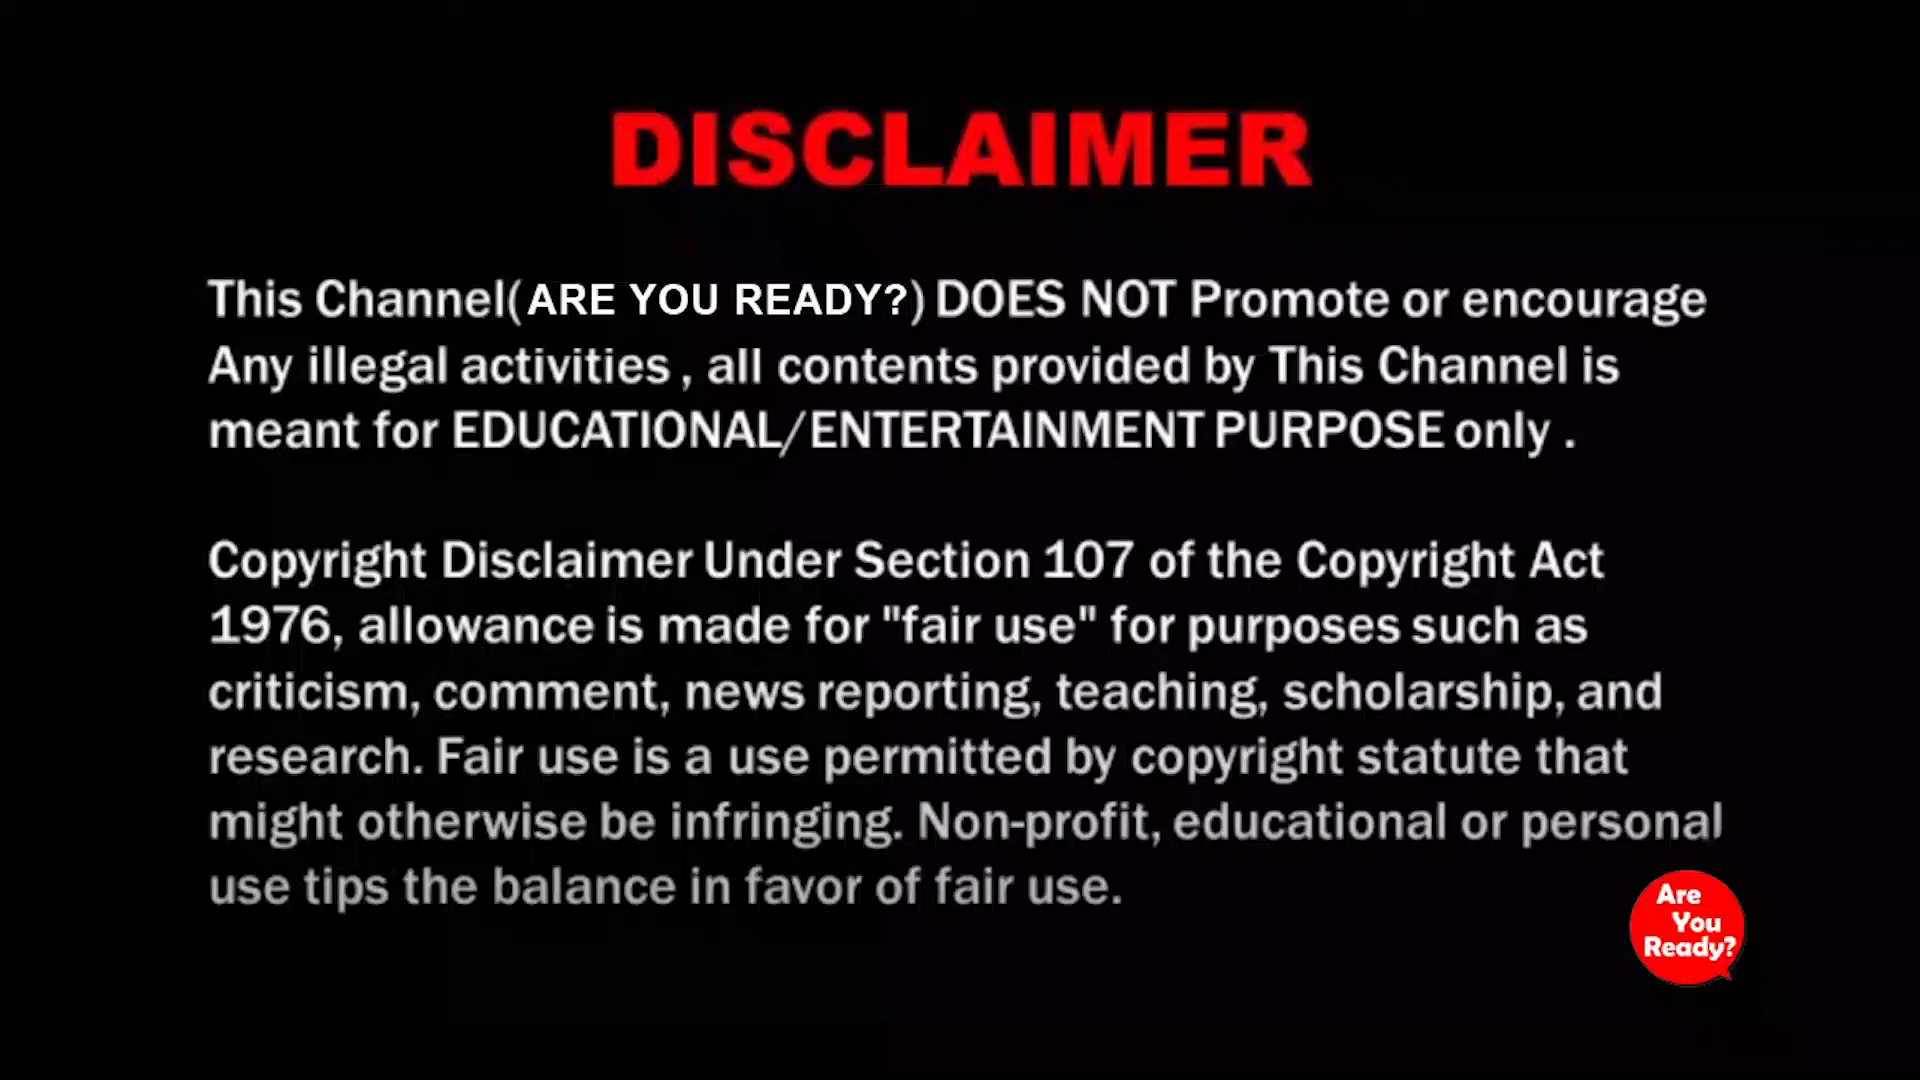 DISCLAIMER
This Channel(ARE YOU READY?) DOES NOT Promote or encourage
Any illegal activities , all contents provided by This Channel is
meant for EDUCATIONAL/ENTERTAINMENT PURPOSE only .
Copyright Disclaimer Under Section 107 of the Copyright Act
1976, allowance is made for "fair use" for purposes such as
criticism, comment, news reporting, teaching, scholarship, and
research. Fair use is a use permitted by copyright statute that
might otherwise be infringing. Non-profit, educational or personal
use tips the balance in favor of fair use.
Are
You
Ready?